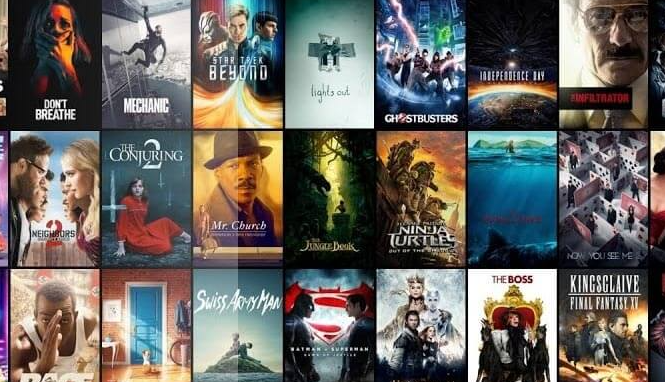 DON'T
BREATHE
MECHANIC
STAR TREK
BEYOND
lights out
GHOSTBUSTERS
INDEPENDENCE DAY
THE INFILTRATOR
NEIGHBORS
2
THE
CONJURING
2
Mr. Church
THE
JUNGLE BOOK
NINJA
TURTLES
OUT OF THE SHADOWS
NOW YOU SEE ME
RACE
SWISS ARMY MAN
BATMAN v SUPERMAN
DAWN OF JUSTICE
THE BOSS
KINGSGLAIVE
FINAL FANTASY XV